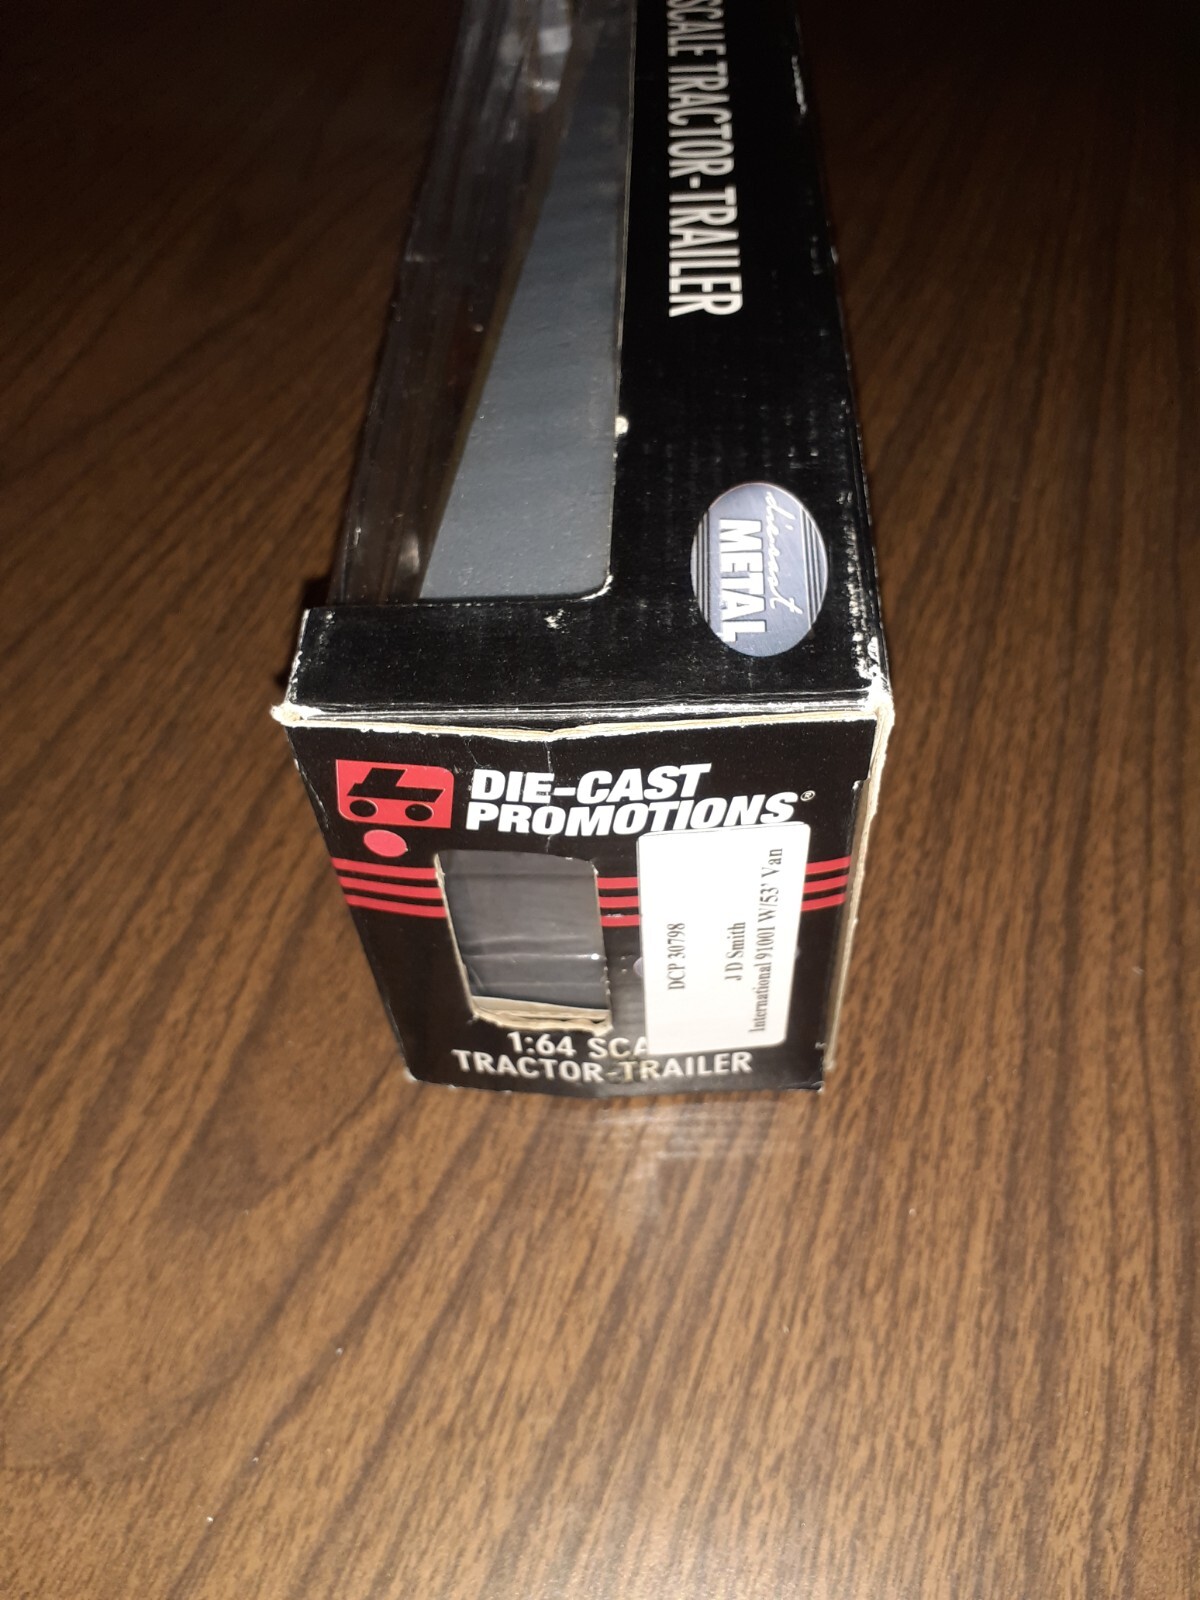 SCALE TRACTOR-TRAILER
diecast
METAL
DIE-CAST
PROMOTIONS®
DCP 30798
J D Smith
International 9100I W/53' Van
1:64 SCA
TRACTOR-TRAILER